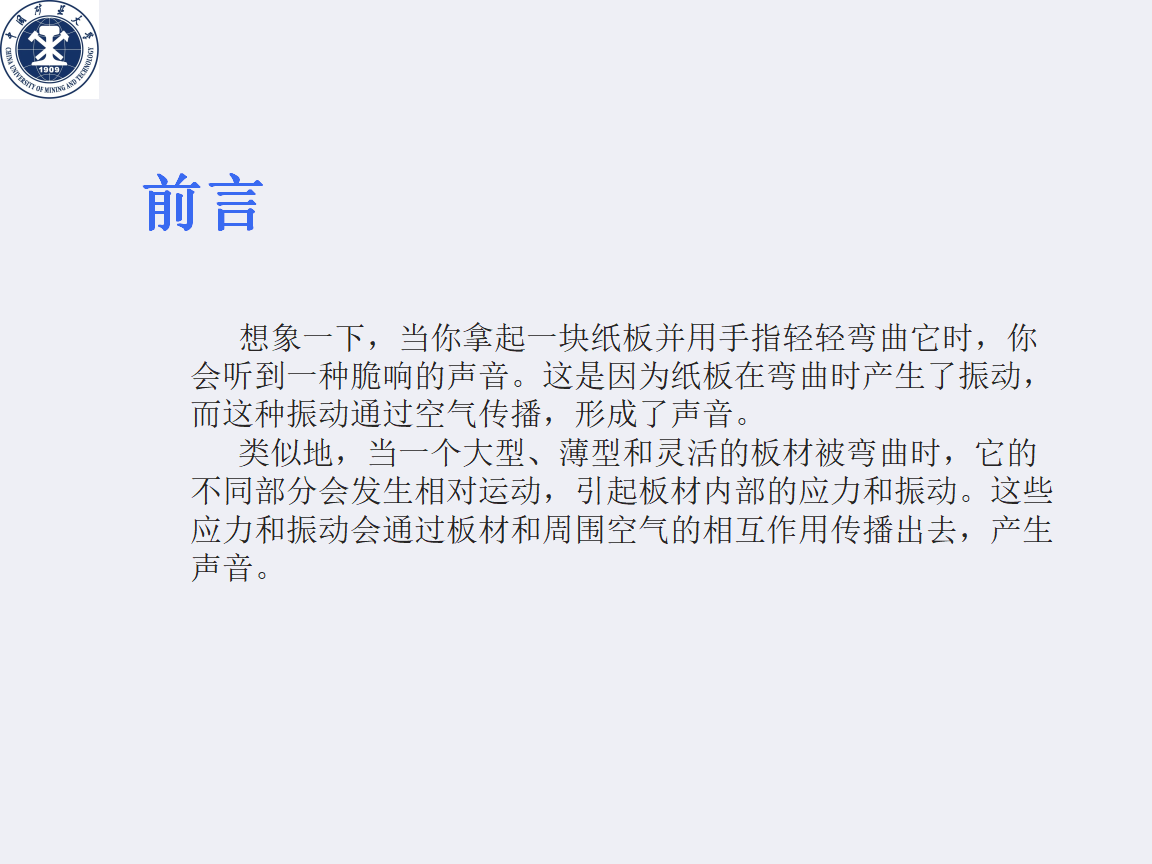 中国矿业大学
CHINA UNIVERSITY OF MINING AND TECHNOLOGY
1909
前言
想象一下，当你拿起一块纸板并用手指轻轻弯曲它时，你
会听到一种脆响的声音。这是因为纸板在弯曲时产生了振动，
而这种振动通过空气传播，形成了声音。
类似地，当一个大型、薄型和灵活的板材被弯曲时，它的
不同部分会发生相对运动，引起板材内部的应力和振动。这些
应力和振动会通过板材和周围空气的相互作用传播出去，产生
声音。